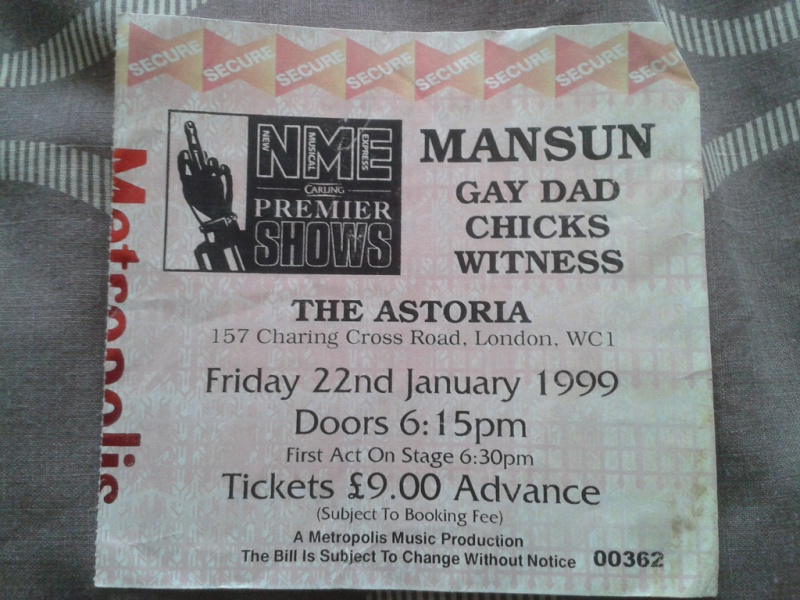 SECURE SECURE SECURE SECURE SECURE SECURE SECURE SECURE
Metropolis
NME
NEW MUSICAL EXPRESS
CARLING
PREMIER
SHOWS
MANSUN
GAY DAD
CHICKS
WITNESS
THE ASTORIA
157 Charing Cross Road, London, WC1
Friday 22nd January 1999
Doors 6:15pm
First Act On Stage 6:30pm
Tickets £9.00 Advance
(Subject To Booking Fee)
A Metropolis Music Production
The Bill Is Subject To Change Without Notice 00362